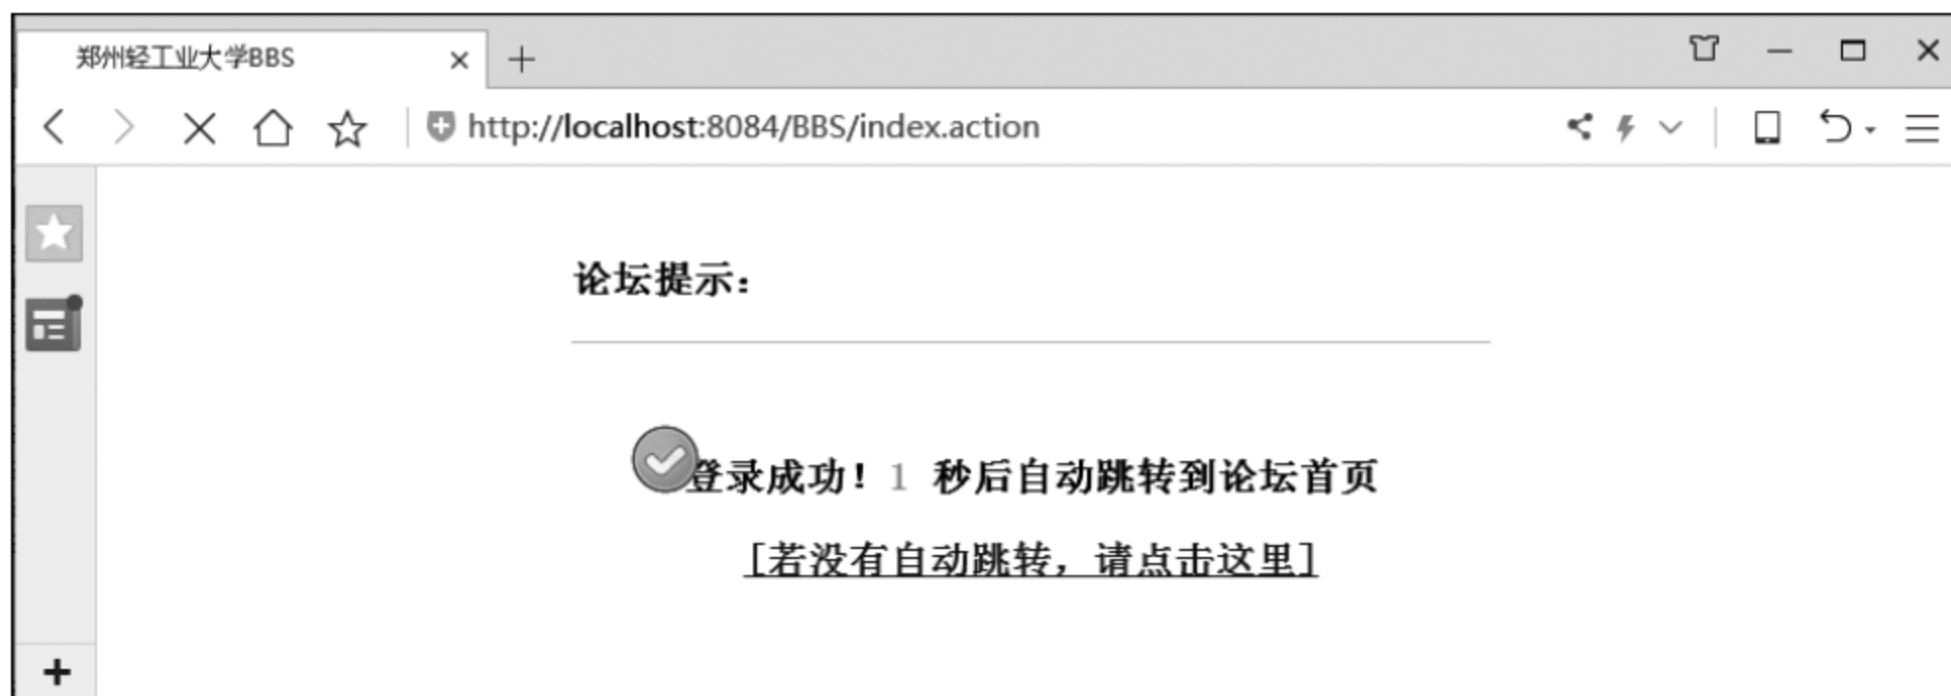 郑州轻工业大学BBS
http://localhost:8084/BBS/index.action
论坛提示：
登录成功！1 秒后自动跳转到论坛首页
[若没有自动跳转，请点击这里]